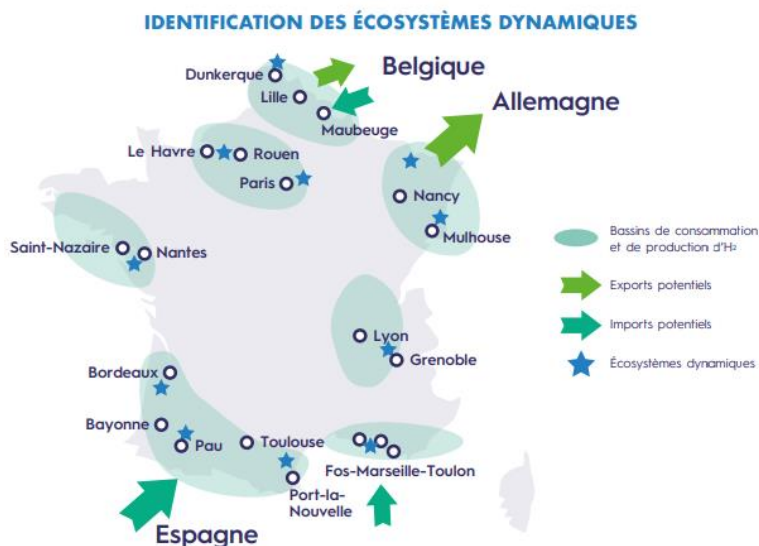 IDENTIFICATION DES ÉCOSYSTÈMES DYNAMIQUES
Belgique
Dunkerque
Lille
Maubeuge
Allemagne
Le Havre
Rouen
Paris
Nancy
Mulhouse
Saint-Nazaire
Nantes
Bassins de consommation
et de production d'H2
Exports potentiels
Imports potentiels
Écosystèmes dynamiques
Lyon
Grenoble
Bordeaux
Bayonne
Pau
Toulouse
Fos-Marseille-Toulon
Port-la-
Nouvelle
Espagne